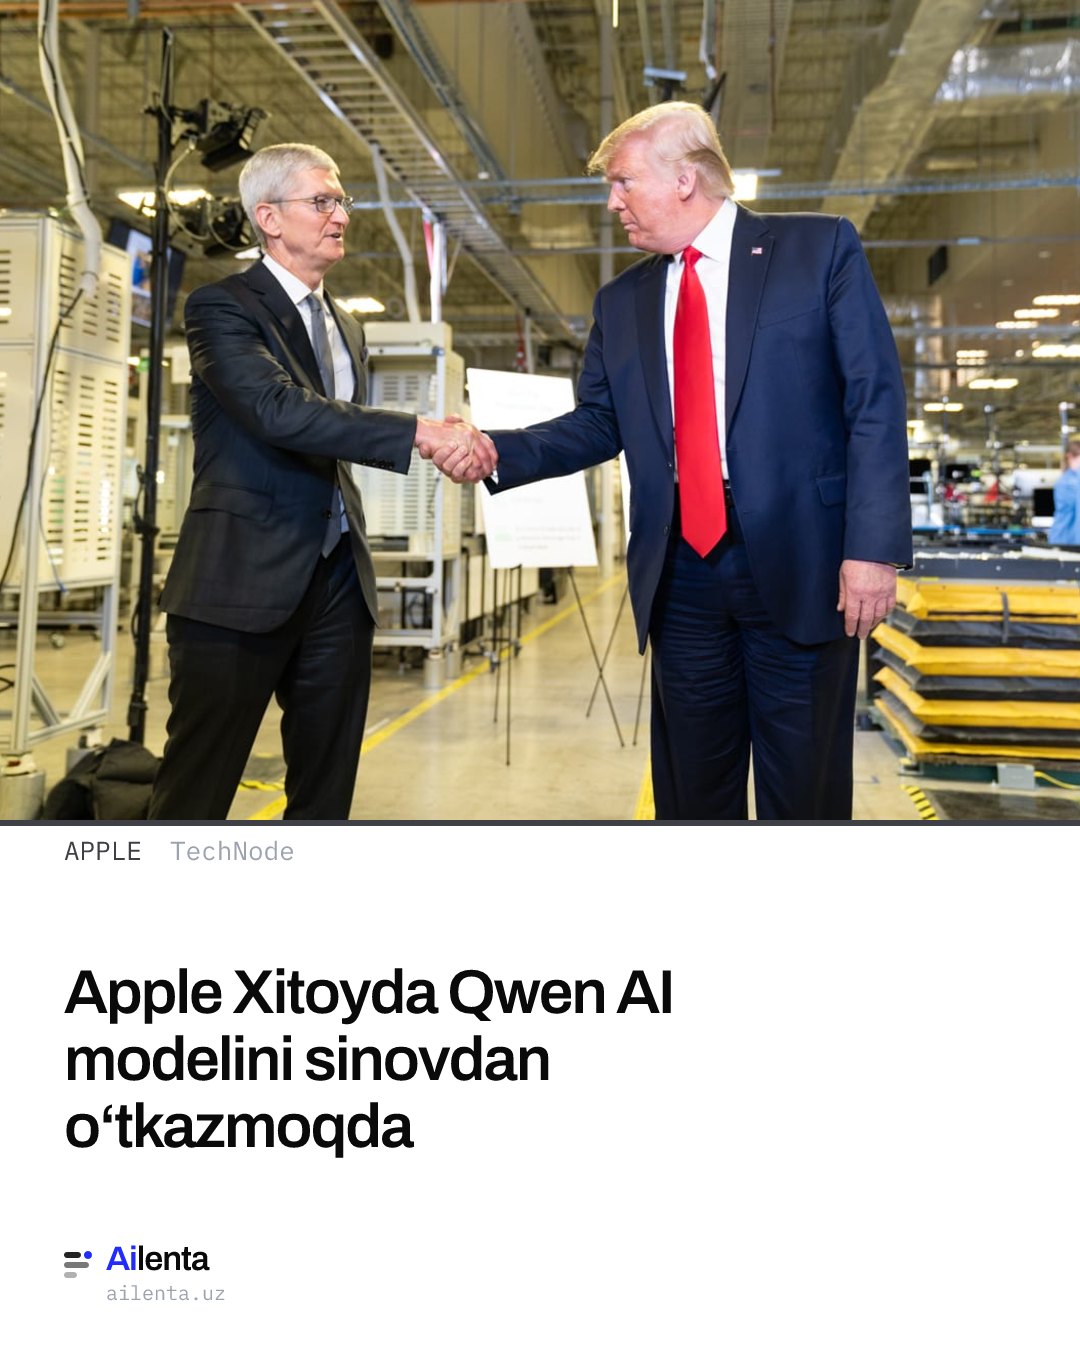 APPLE TechNode
Apple Xitoyda Qwen AI
modelini sinovdan
o‘tkazmoqda
Ailenta
ailenta.uz